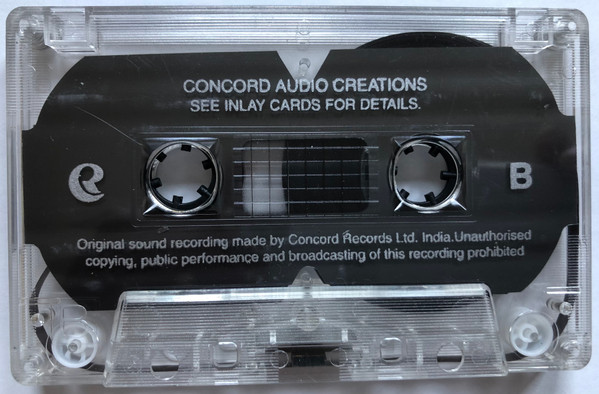 CONCORD AUDIO CREATIONS
SEE INLAY CARDS FOR DETAILS.
B
Original sound recording made by Concord Records Ltd. India.Unauthorised
copying, public performance and broadcasting of this recording prohibited